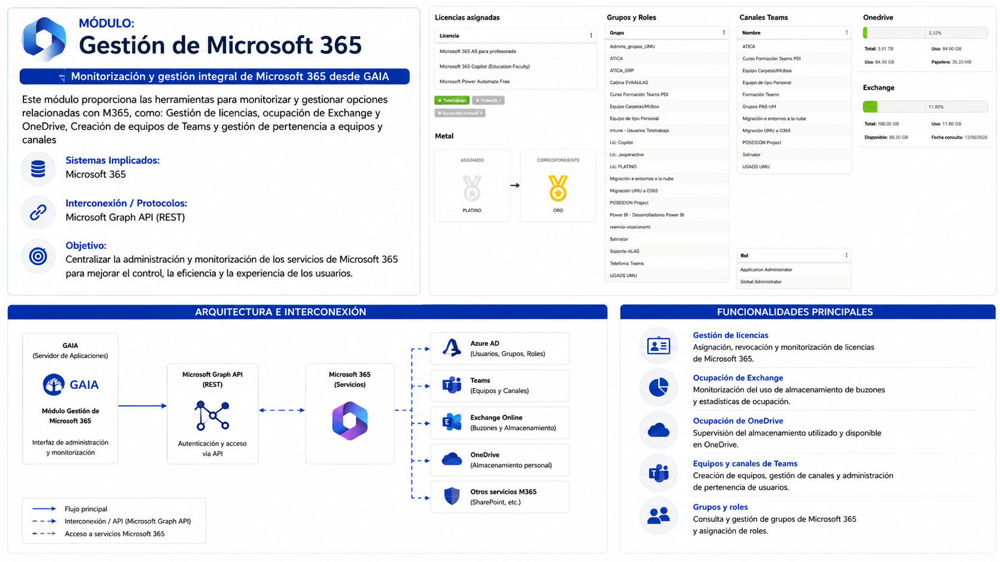 MÓDULO:
Gestión de Microsoft 365
Monitorización y gestión integral de Microsoft 365 desde GAIA
Este módulo proporciona las herramientas para monitorizar y gestionar opciones
relacionadas con M365, como: Gestión de licencias, ocupación de Exchange y
OneDrive, Creación de equipos de Teams y gestión de pertenencia a equipos y
canales
Sistemas Implicados:
Microsoft 365
Interconexión / Protocolos:
Microsoft Graph API (REST)
Objetivo:
Centralizar la administración y monitorización de los servicios de Microsoft 365
para mejorar el control, la eficiencia y la experiencia de los usuarios.
Licencias asignadas
Licencia
Microsoft 365 A5 para profesorado
Microsoft 365 Copilot (Education Faculty)
Microsoft Power Automate Free
Teletrabajo
PowerBI +
Excepción manual +
Metal
ASIGNADO
PLATINO
CORRESPONDIENTE
ORO
Grupos y Roles
Grupo
Admins_grupos_UMU
ATICA
ATICA_GRP
Cabina EVAAULAS
Curso Formación Teams PDI
Equipo CarpetaUMUbox
Equipo de tipo Personal
Intune - Usuarios Teletrabajo
Lic: Copilot
Lic: Jasperactive
Lic: PLATINO
Migración e entornos a la nube
Migración UMU a O365
POSEIDON Project
Power BI - Desarrolladores Power BI
reenvio-viceconomi
Salinator
Soporte-ALAS
Telefonia Teams
UGADS UMU
Canales Teams
Nombre
ATICA
Curso Formación Teams PDI
Equipo CarpetaUMUbox
Equipo de tipo Personal
Formación Teams
Grupos PAS-UM
Migración e entornos a la nube
Migración UMU a O365
POSEIDON Project
Salinator
UGADS UMU
Rol
Application Administrator
Global Administrator
Onedrive
2,12%
Total: 3.91 TB
Uso: 84.90 GB
Uso: 84.90 GB
Papelera: 35.35 MB
Exchange
11.80%
Total: 100.00 GB
Uso: 11.80 GB
Disponible: 88.20 GB
Fecha consulta: 12/06/2026
ARQUITECTURA E INTERCONEXIÓN
GAIA
(Servidor de Aplicaciones)
GAIA
Módulo Gestión de
Microsoft 365
Interfaz de administración
y monitorización
Microsoft Graph API
(REST)
Autenticación y acceso
vía API
Microsoft 365
(Servicios)
Azure AD
(Usuarios, Grupos, Roles)
Teams
(Equipos y Canales)
Exchange Online
(Buzones y Almacenamiento)
OneDrive
(Almacenamiento personal)
Otros servicios M365
(SharePoint, etc.)
Flujo principal
Interconexión / API (Microsoft Graph API)
Acceso a servicios Microsoft 365
FUNCIONALIDADES PRINCIPALES
Gestión de licencias
Asignación, revocación y monitorización de licencias
de Microsoft 365.
Ocupación de Exchange
Monitorización del uso de almacenamiento de buzones
y estadísticas de ocupación.
Ocupación de OneDrive
Supervisión del almacenamiento utilizado y disponible
en OneDrive.
Equipos y canales de Teams
Creación de equipos, gestión de canales y administración
de pertenencia de usuarios.
Grupos y roles
Consulta y gestión de grupos de Microsoft 365
y asignación de roles.